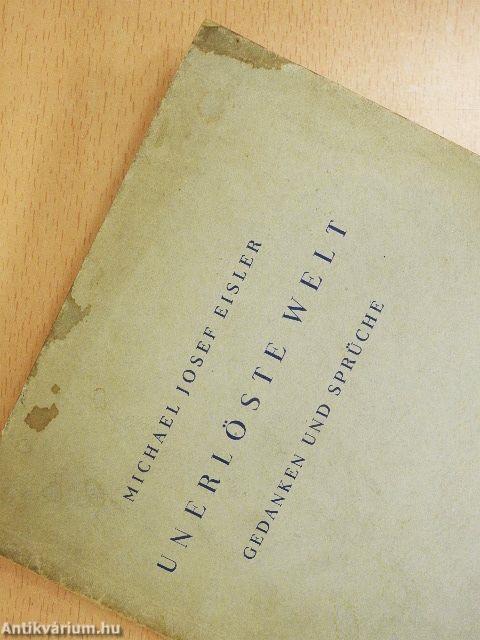 MICHAEL JOSEF EISLER
UNERLÖSTE WELT
GEDANKEN UND SPRÜCHE
Antikvárium.hu